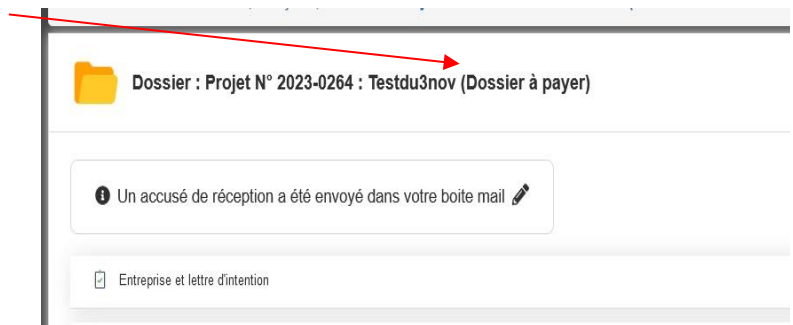 Dossier : Projet N° 2023-0264 : Testdu3nov (Dossier à payer)
Un accusé de réception a été envoyé dans votre boite mail
Entreprise et lettre d'intention